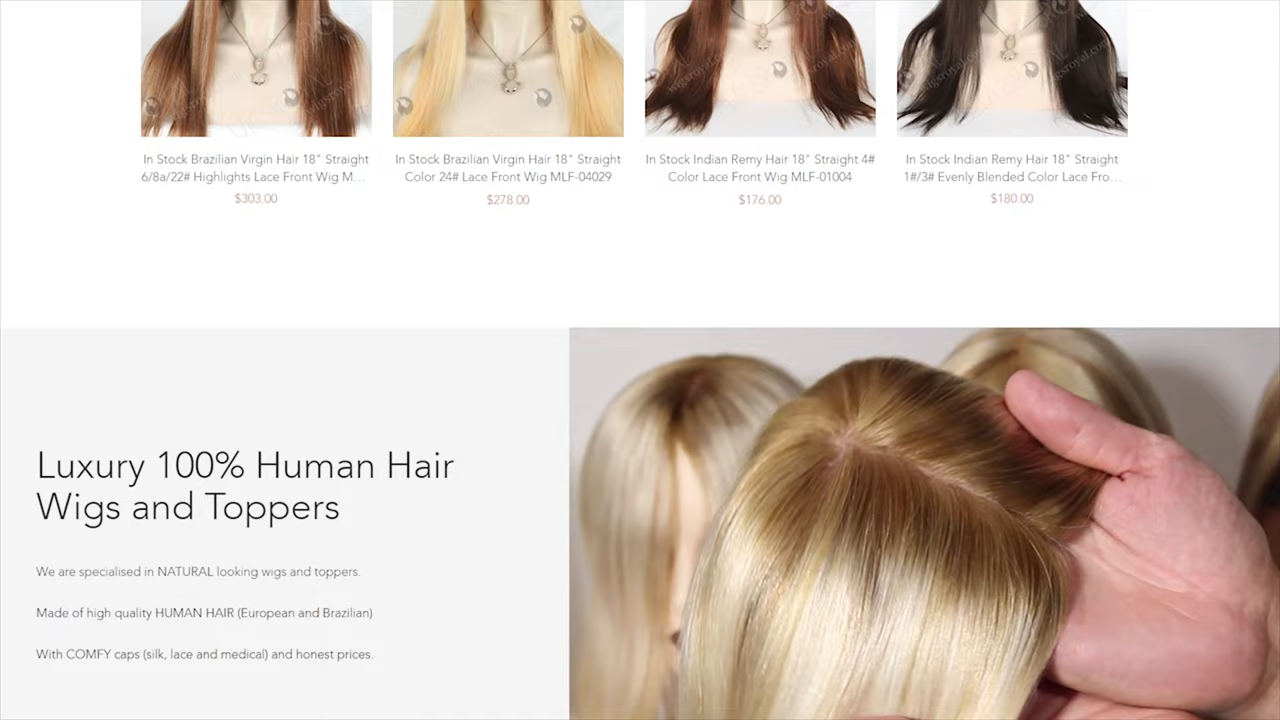 In Stock Brazilian Virgin Hair 18" Straight
6/8a/22# Highlights Lace Front Wig M...
$303.00
In Stock Brazilian Virgin Hair 18" Straight
Color 24# Lace Front Wig MLF-04029
$278.00
In Stock Indian Remy Hair 18" Straight 4#
Color Lace Front Wig MLF-01004
$176.00
In Stock Indian Remy Hair 18" Straight
1#/3# Evenly Blended Color Lace Fro...
$180.00
Luxury 100% Human Hair
Wigs and Toppers
We are specialised in NATURAL looking wigs and toppers.
Made of high quality HUMAN HAIR (European and Brazilian)
With COMFY caps (silk, lace and medical) and honest prices.